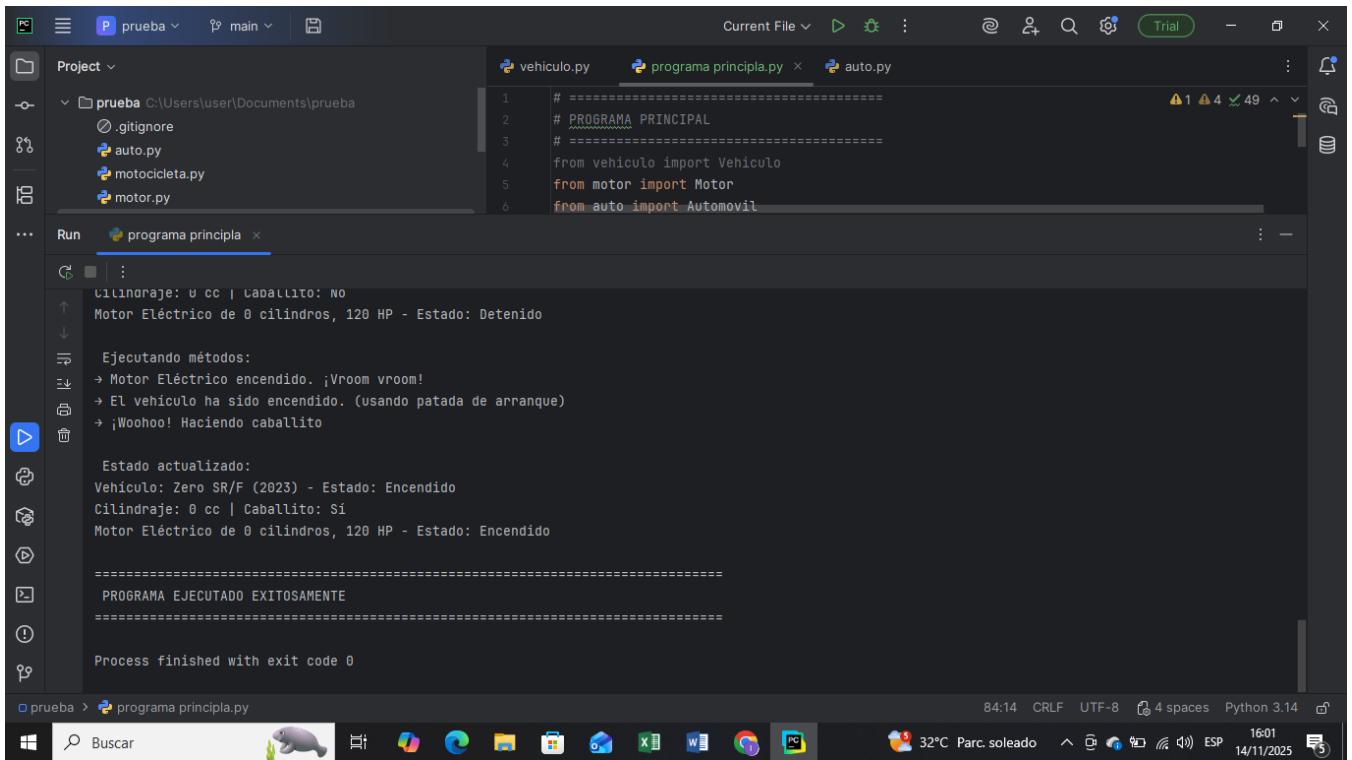 PC
P prueba
main
Current File
Trial
Project
vehiculo.py
programa principla.py
auto.py
prueba C:\Users\user\Documents\prueba
.gitignore
auto.py
motocicleta.py
motor.py
1 # ========================================
2 # PROGRAMA PRINCIPAL
3 # ========================================
4 from vehiculo import Vehiculo
5 from motor import Motor
6 from auto import Automovil
1 4 49
Run
programa principla
Cilindraje: 0 cc | Caballito: No
Motor Eléctrico de 0 cilindros, 120 HP - Estado: Detenido
Ejecutando métodos:
→ Motor Eléctrico encendido. ¡Vroom vroom!
→ El vehículo ha sido encendido. (usando patada de arranque)
→ ¡Woohoo! Haciendo caballito
Estado actualizado:
Vehículo: Zero SR/F (2023) - Estado: Encendido
Cilindraje: 0 cc | Caballito: Sí
Motor Eléctrico de 0 cilindros, 120 HP - Estado: Encendido
================================================================================
PROGRAMA EJECUTADO EXITOSAMENTE
================================================================================
Process finished with exit code 0
prueba > programa principla.py
84:14 CRLF UTF-8 4 spaces Python 3.14
Buscar
32°C Parc. soleado
ESP
16:01
14/11/2025
5